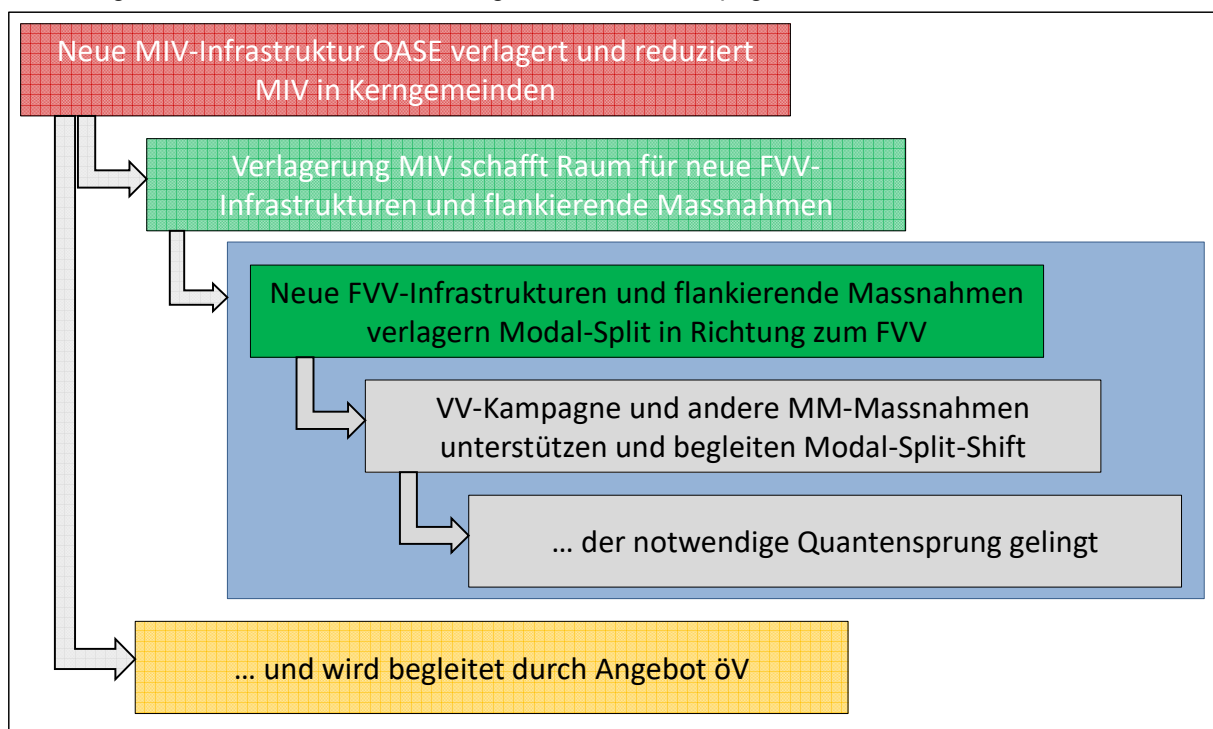 Neue MIV-Infrastruktur OASE verlagert und reduziert
MIV in Kerngemeinden
Verlagerung MIV schafft Raum für neue FVV-
Infrastrukturen und flankierende Massnahmen
Neue FVV-Infrastrukturen und flankierende Massnahmen
verlagern Modal-Split in Richtung zum FVV
VV-Kampagne und andere MM-Massnahmen
unterstützen und begleiten Modal-Split-Shift
... der notwendige Quantensprung gelingt
... und wird begleitet durch Angebot öV